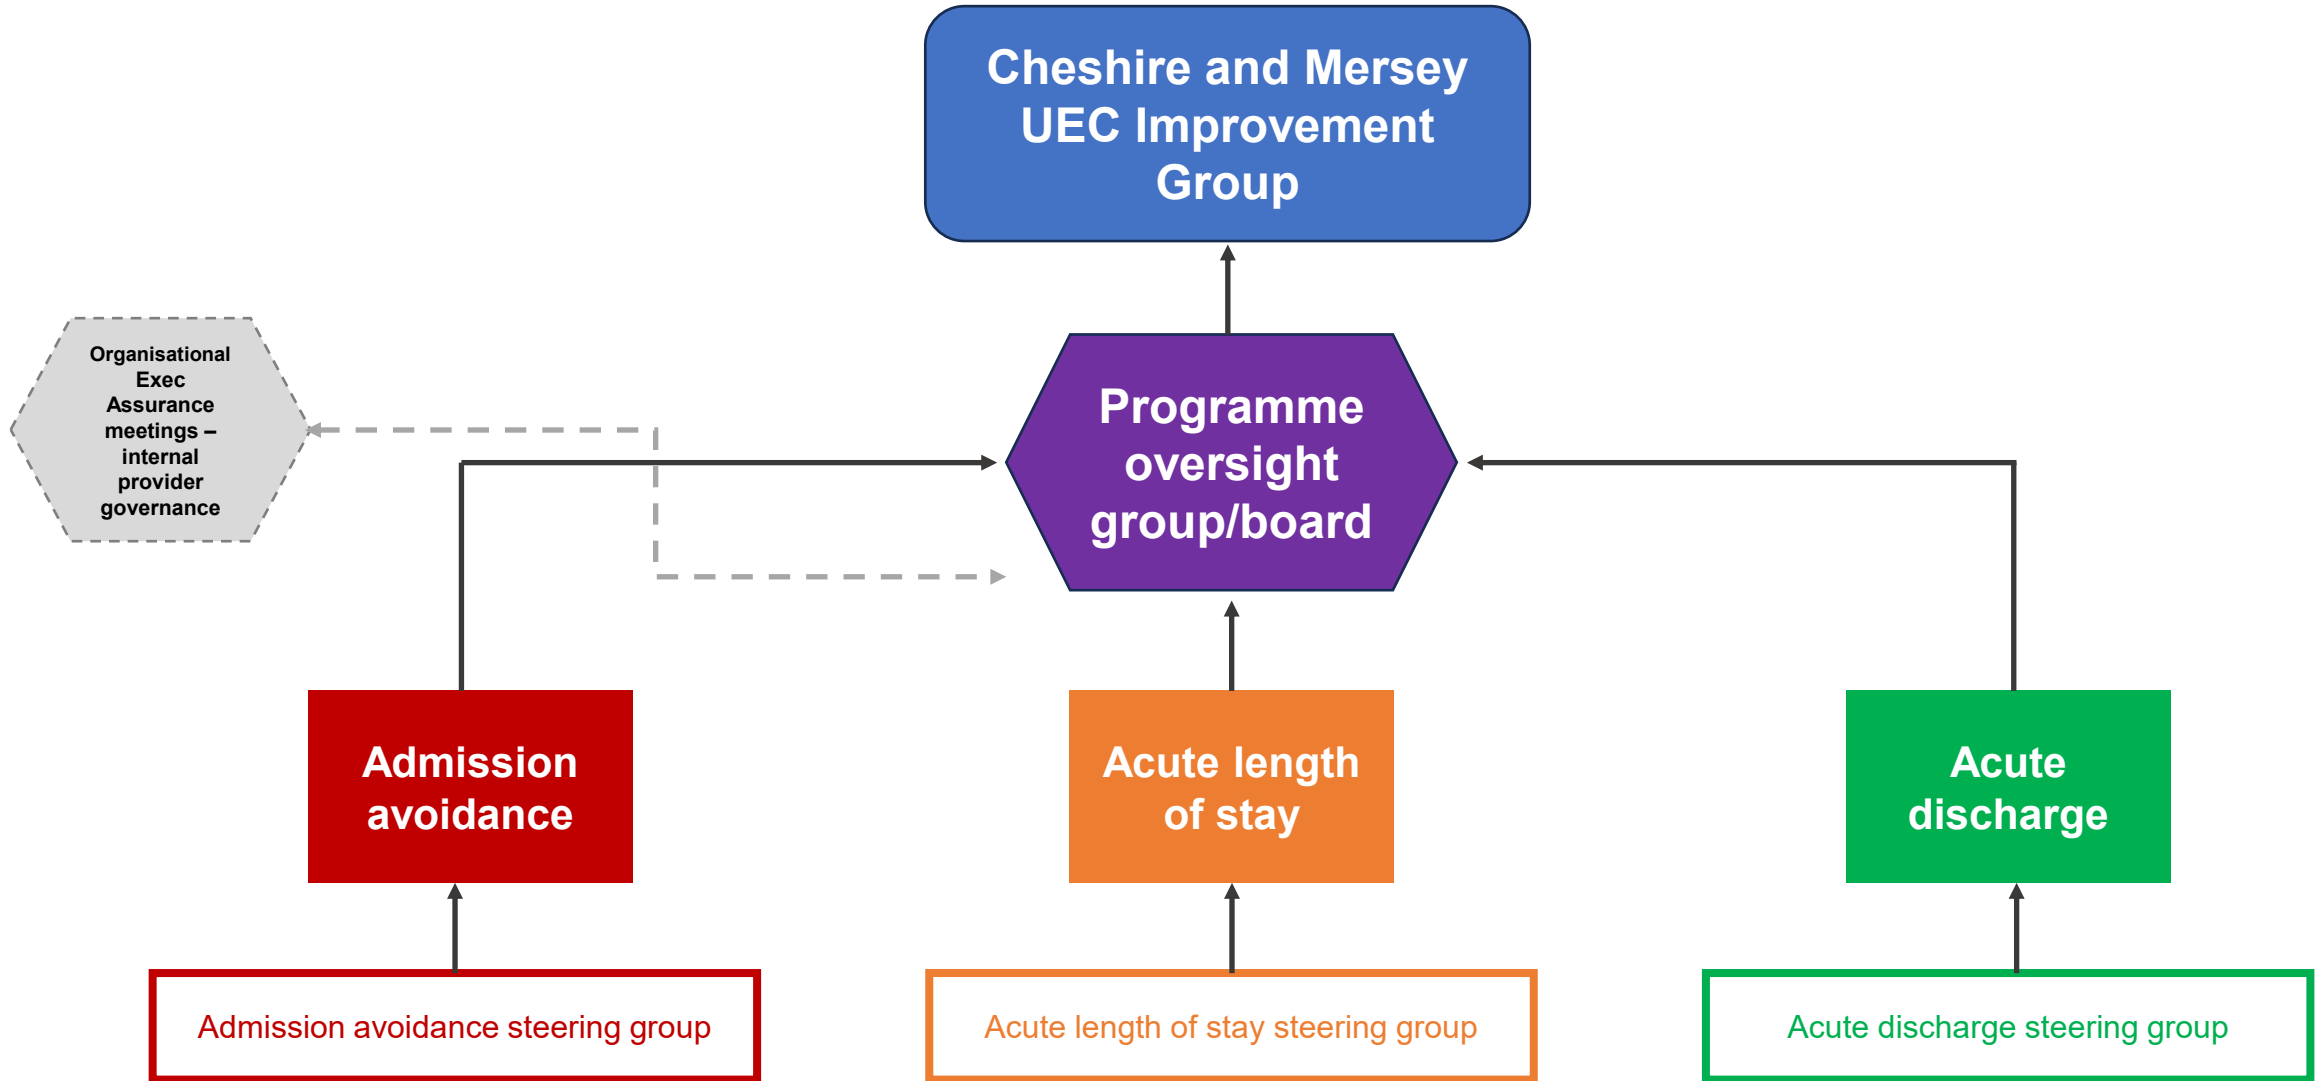 Cheshire and Mersey
UEC Improvement
Group
Organisational
Exec
Assurance
meetings –
internal
provider
governance
Programme
oversight
group/board
Admission
avoidance
Acute length
of stay
Acute
discharge
Admission avoidance steering group
Acute length of stay steering group
Acute discharge steering group